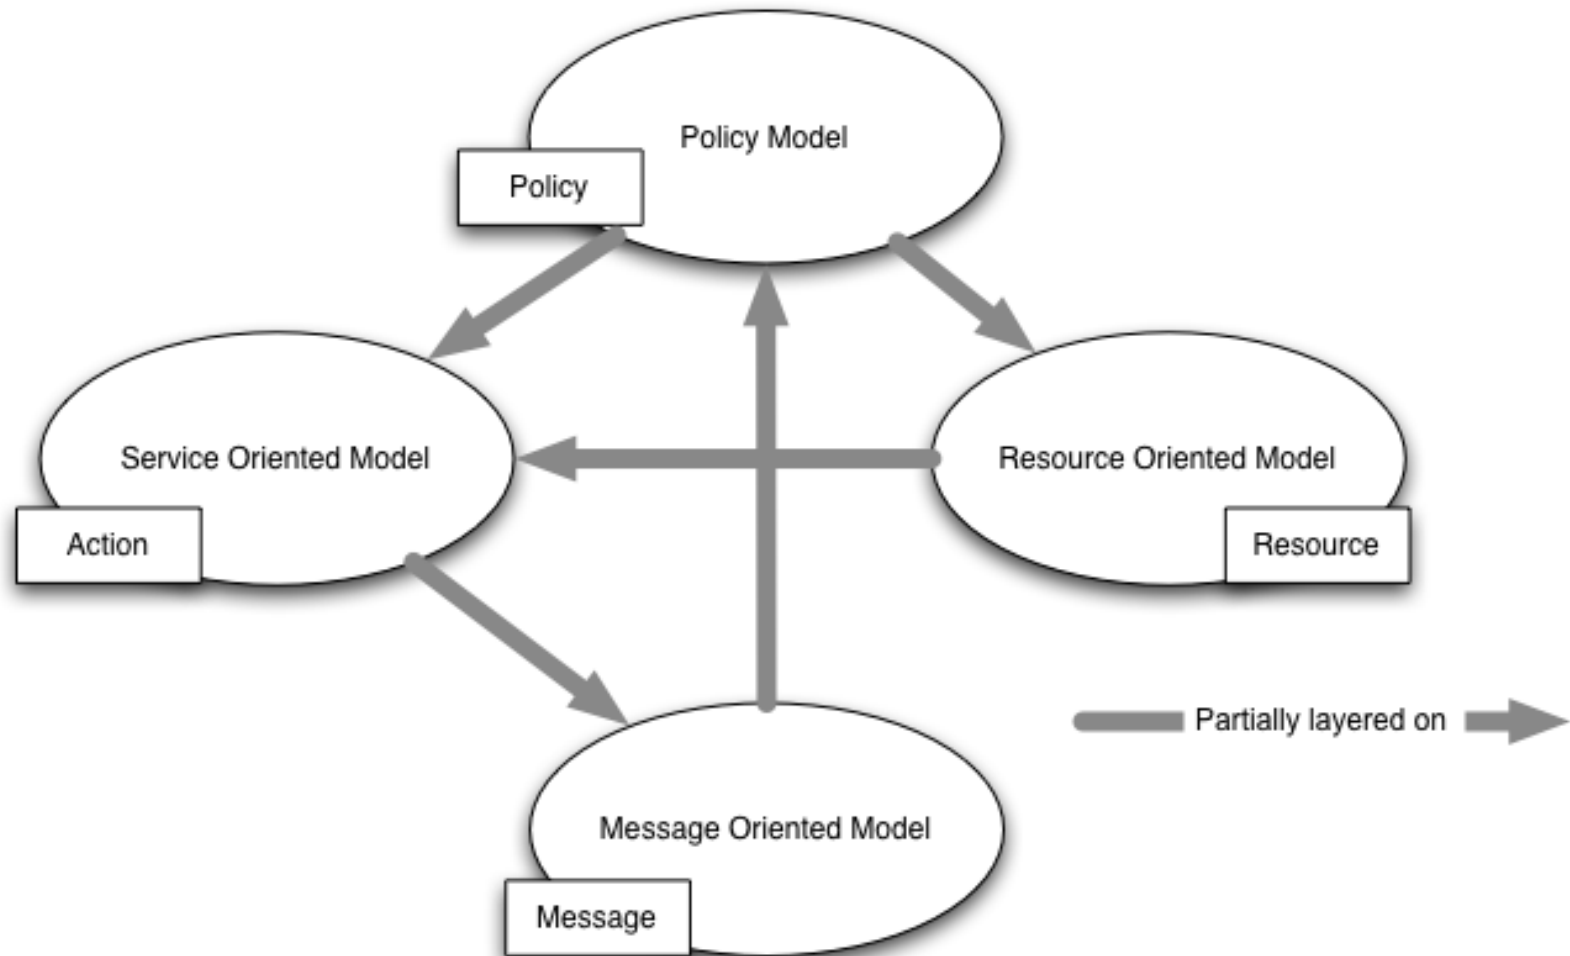 Policy Model
Policy
Service Oriented Model
Resource Oriented Model
Action
Resource
Partially layered on
Message Oriented Model
Message